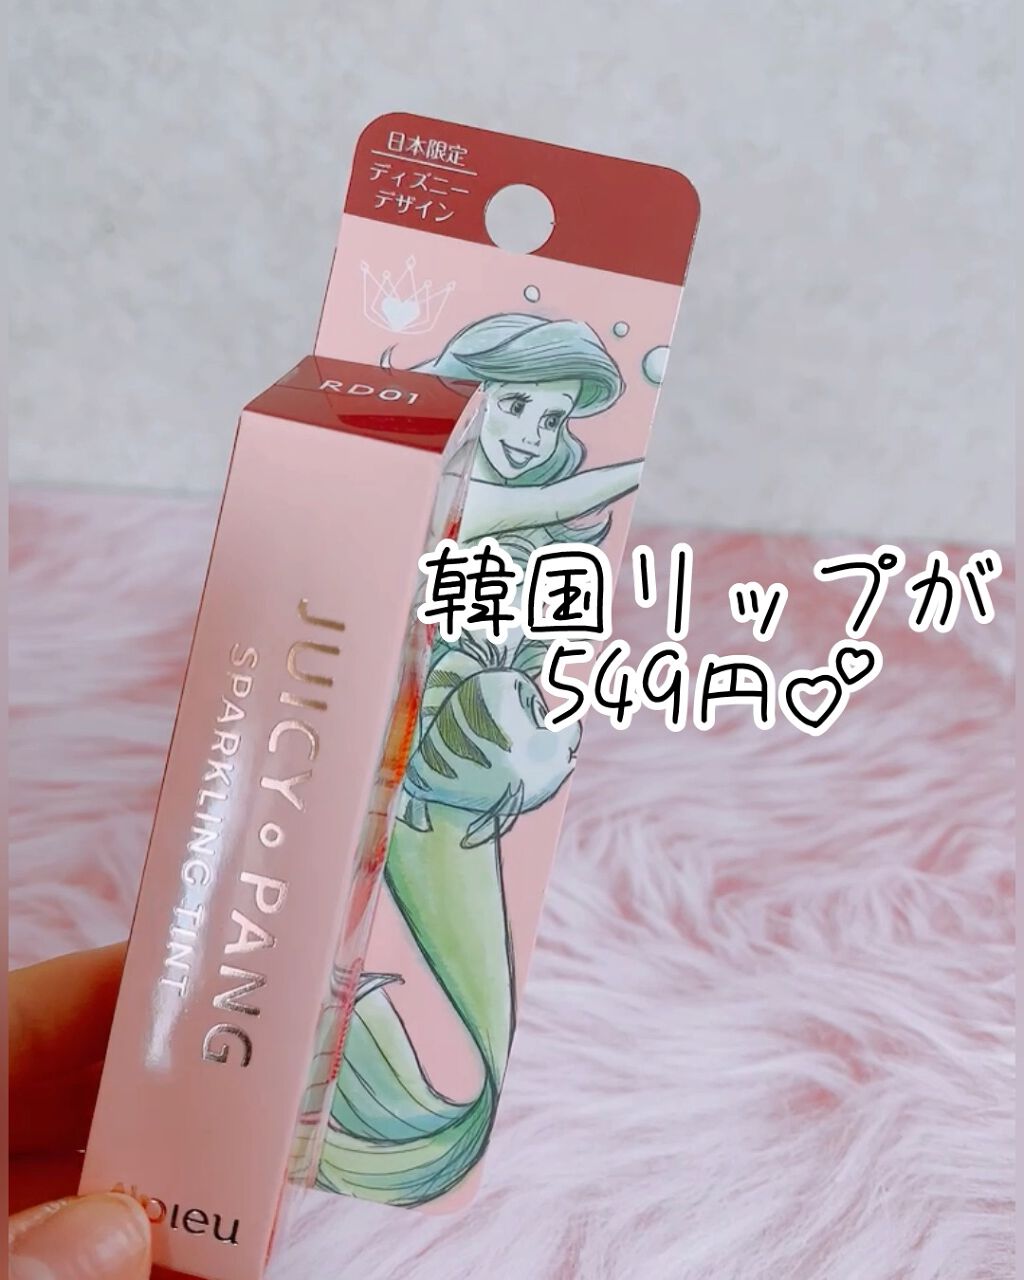 日本限定
ディズニー
デザイン
RD01
韓国リップが
549円♡♡
JUICY PANG
SPARKLING TINT
A'pieu